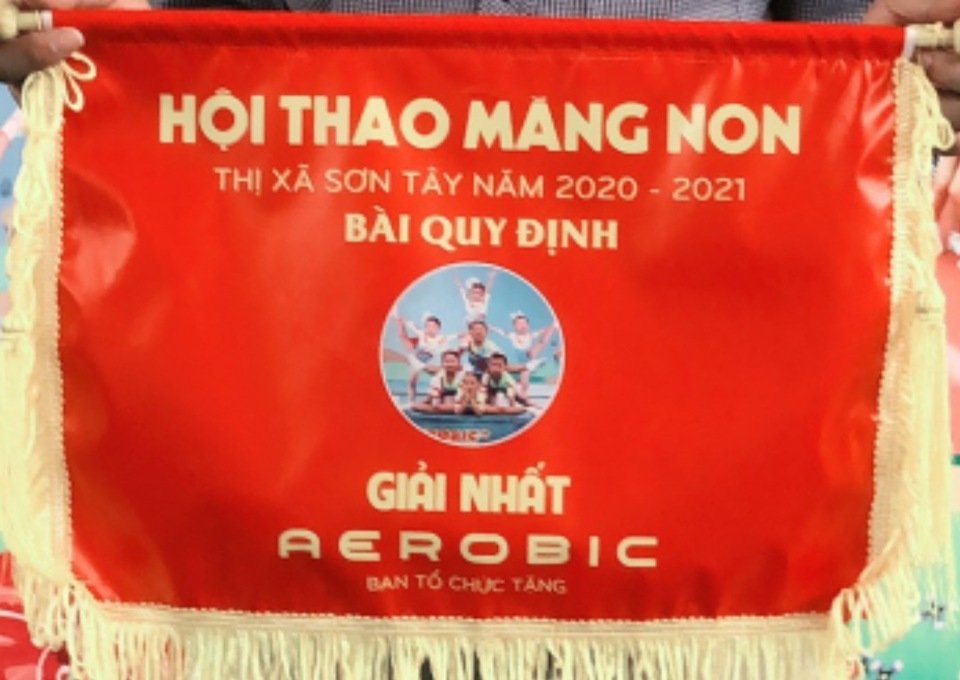 HỘI THAO MĂNG NON
THỊ XÃ SƠN TÂY NĂM 2020 - 2021
BÀI QUY ĐỊNH
GIẢI NHẤT
AEROBIC
BAN TỔ CHỨC TẶNG